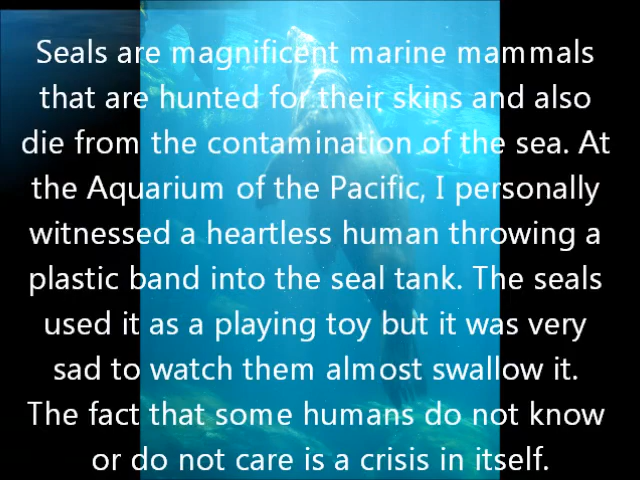 Seals are magnificent marine mammals
that are hunted for their skins and also
die from the contamination of the sea. At
the Aquarium of the Pacific, I personally
witnessed a heartless human throwing a
plastic band into the seal tank. The seals
used it as a playing toy but it was very
sad to watch them almost swallow it.
The fact that some humans do not know
or do not care is a crisis in itself.